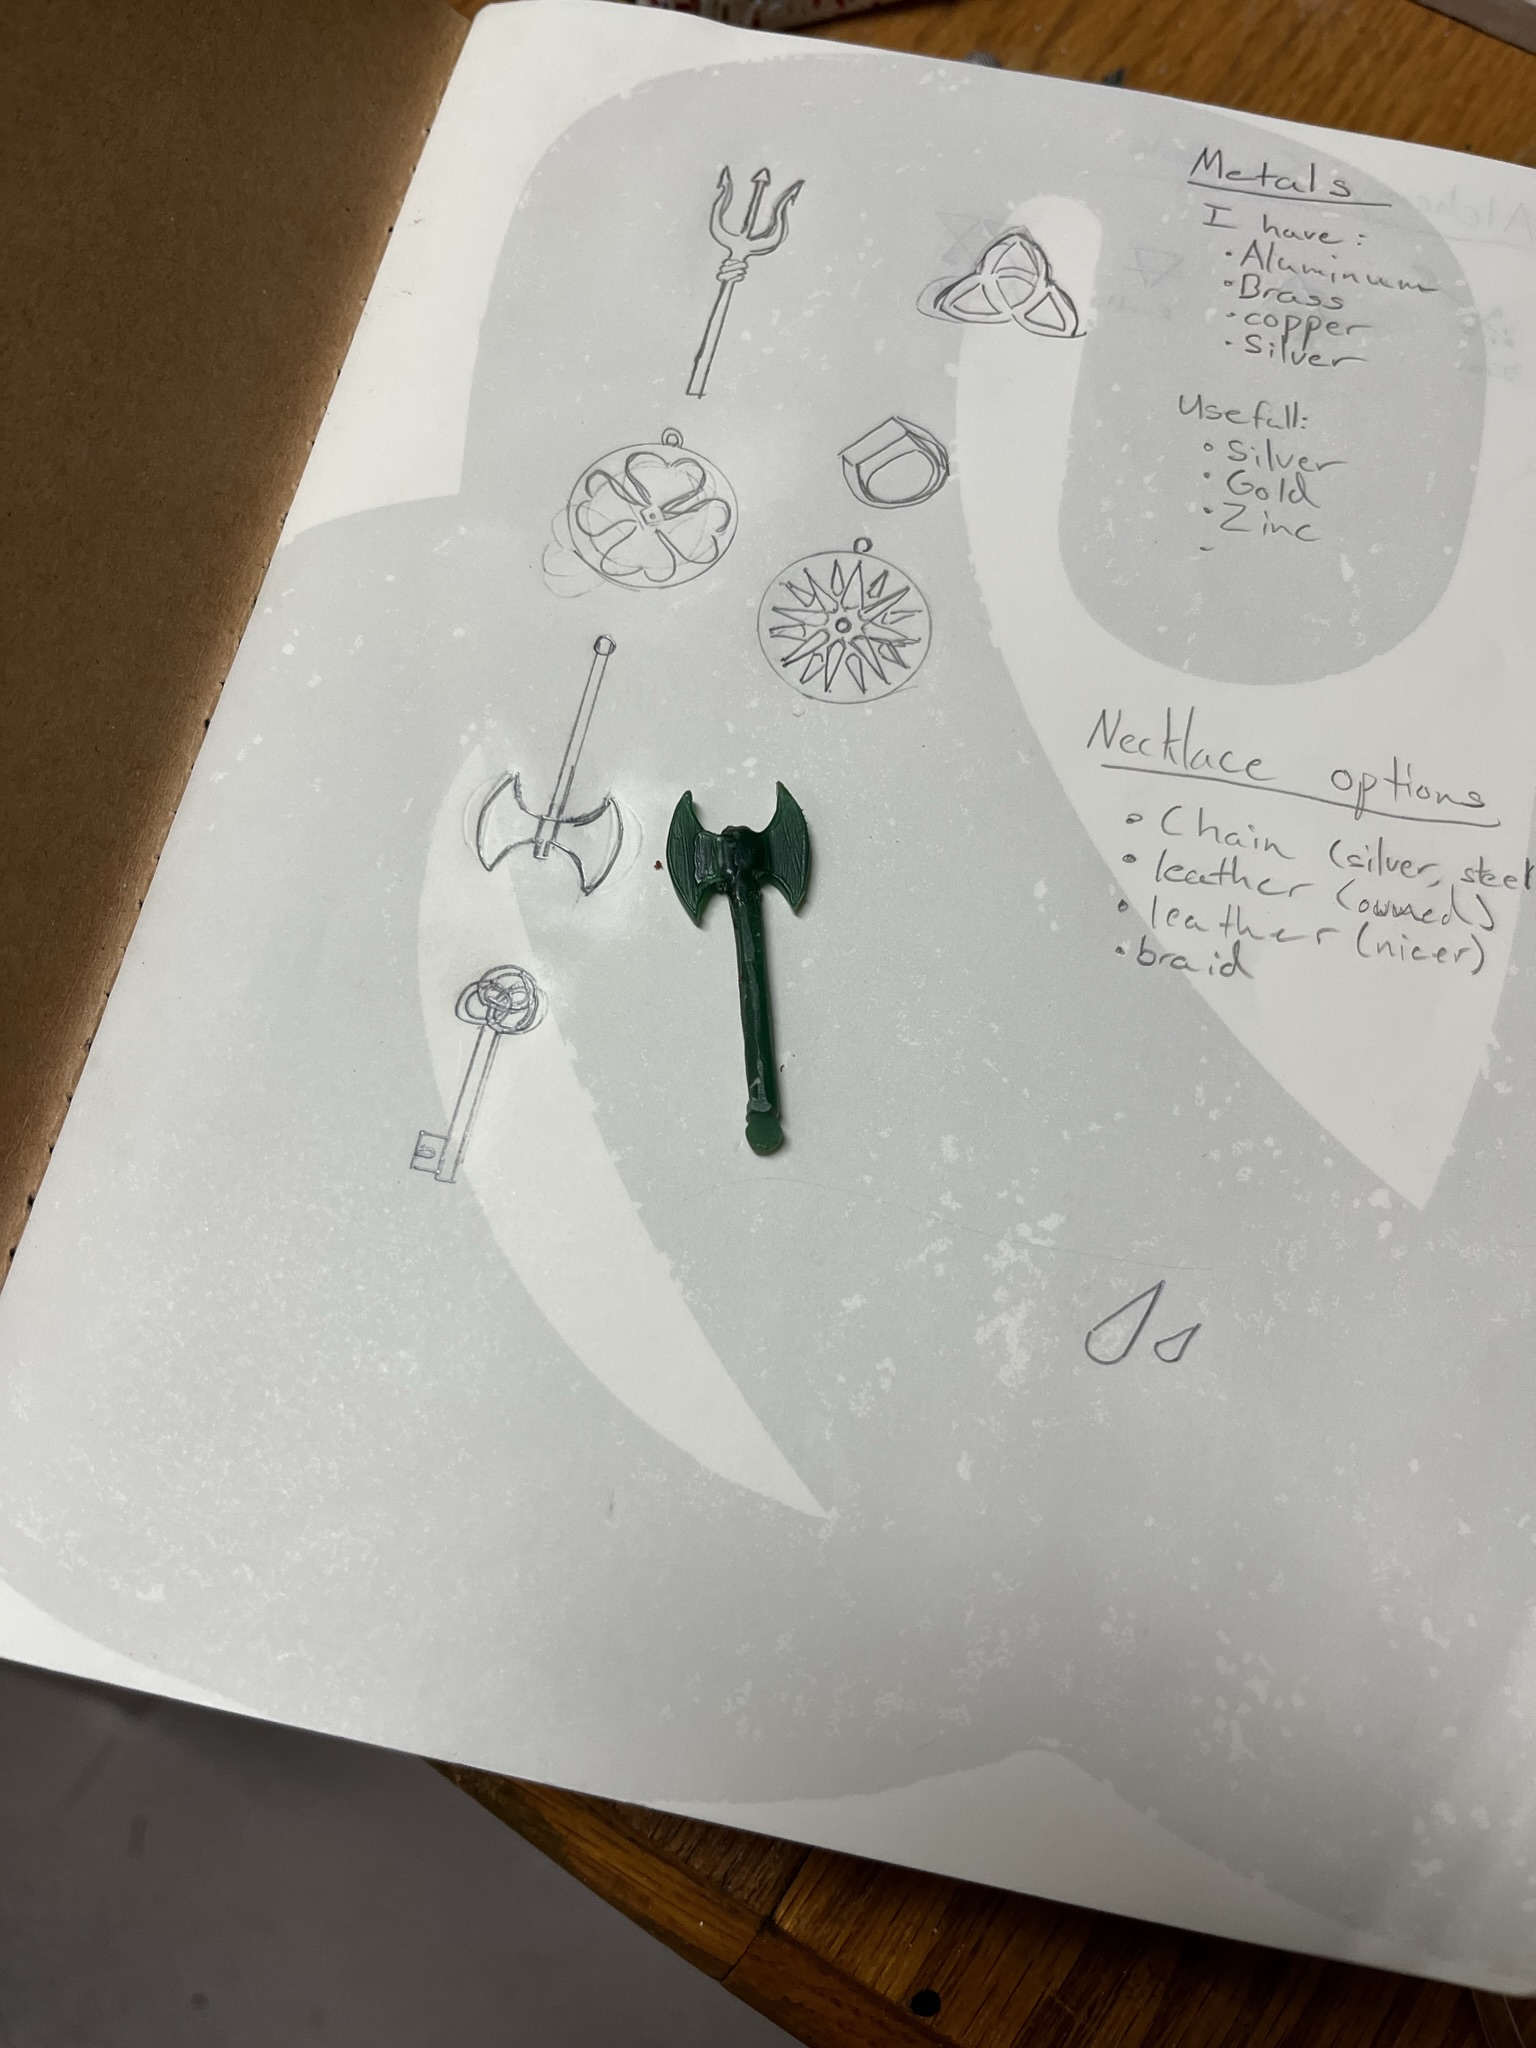 Metals
I have:
• Aluminum
• Brass
• copper
• Silver
Usefull:
• Silver
• Gold
• Zinc
•
Necklace options
• Chain (silver, steel
• leather (owned)
• leather (nicer)
• braid